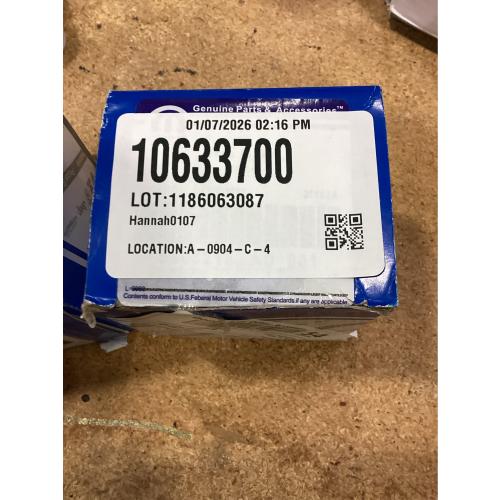 Genuine Parts & Accessories™
01/07/2026 02:16 PM
10633700
LOT:1186063087
Hannah0107
LOCATION:A-0904-C-4
Contents conform to U.S. Federal Motor Vehicle Safety Standards, if any are applicable.